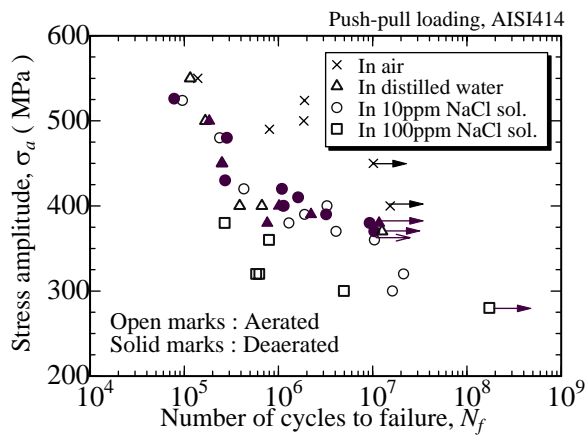 Push-pull loading, AISI414
600
500
400
300
200
Stress amplitude, σa ( MPa)
In air
In distilled water
In 10ppm NaCl sol.
In 100ppm NaCl sol.
Open marks : Aerated
Solid marks : Deaerated
10^4 10^5 10^6 10^7 10^8 10^9
Number of cycles to failure, Nf